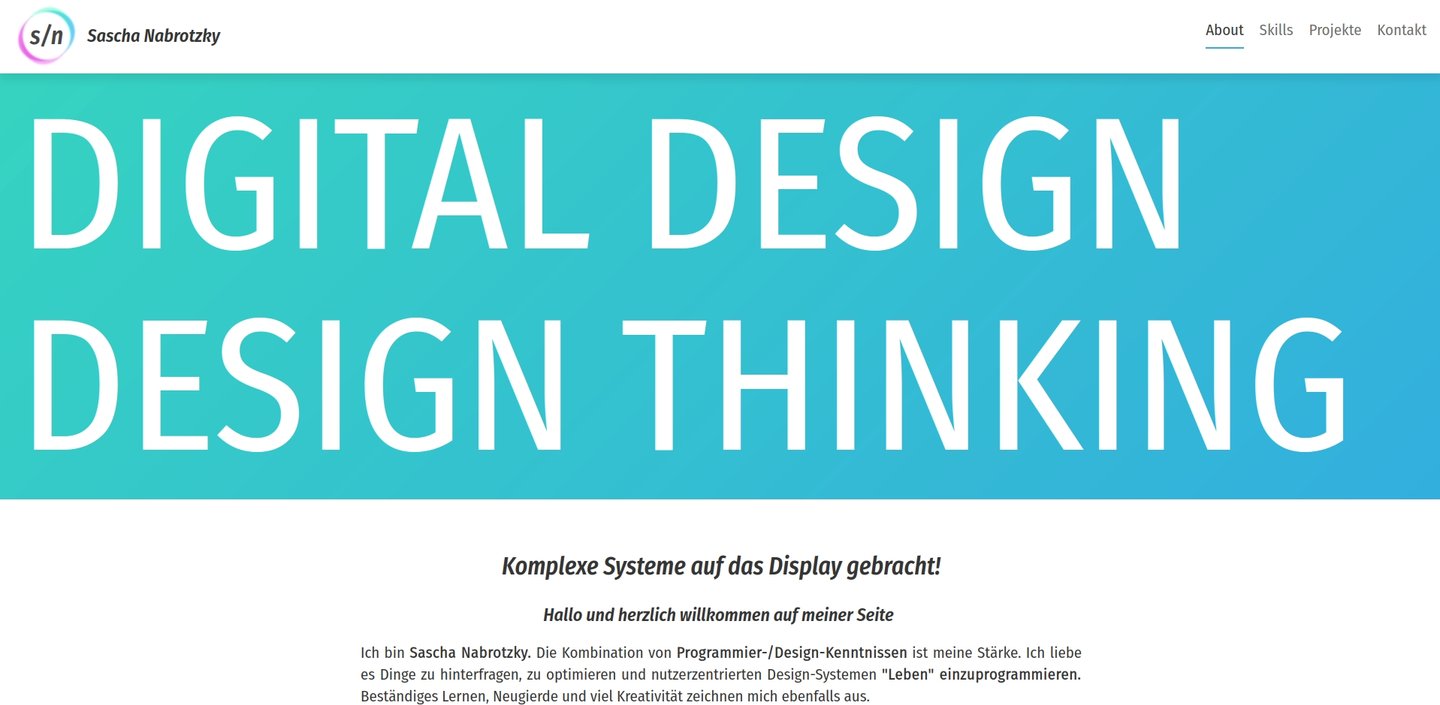 s/n Sascha Nabrotzky
About Skills Projekte Kontakt
DIGITAL DESIGN
DESIGN THINKING
Komplexe Systeme auf das Display gebracht!
Hallo und herzlich willkommen auf meiner Seite
Ich bin Sascha Nabrotzky. Die Kombination von Programmier-/Design-Kenntnissen ist meine Stärke. Ich liebe
es Dinge zu hinterfragen, zu optimieren und nutzerzentrierten Design-Systemen "Leben" einzuprogrammieren.
Beständiges Lernen, Neugierde und viel Kreativität zeichnen mich ebenfalls aus.